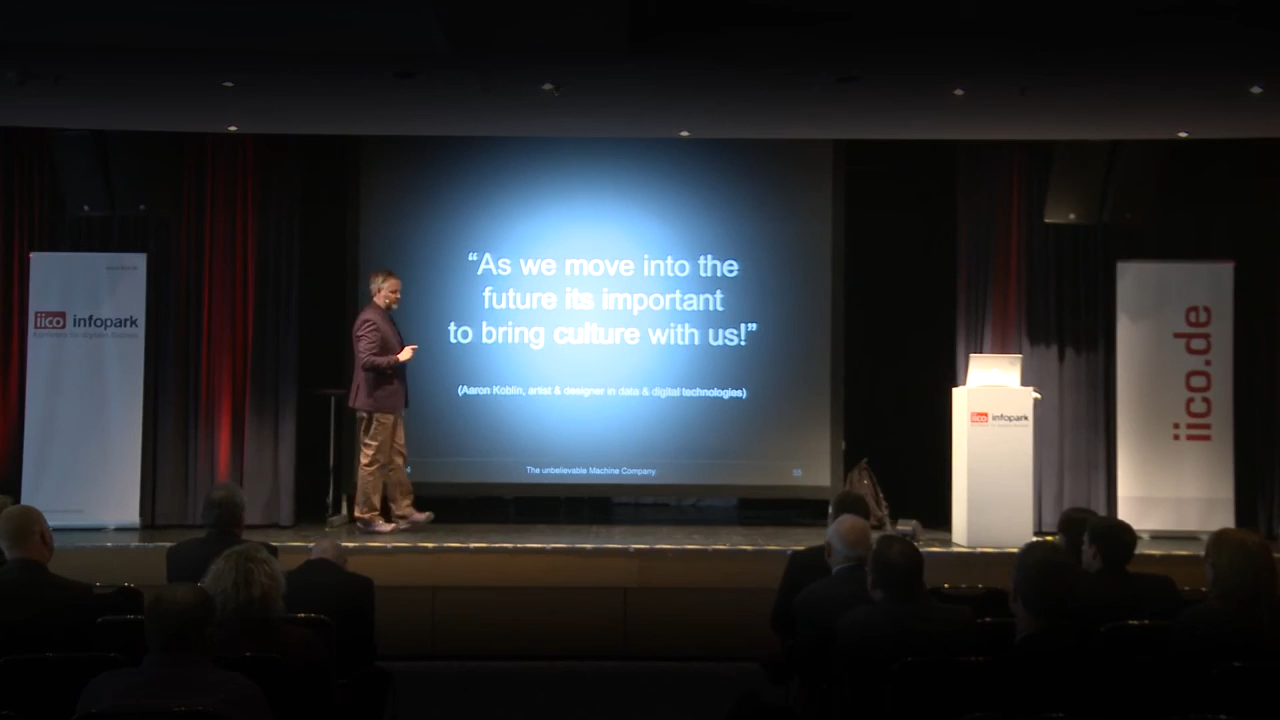 “As we move into the
future its important
to bring culture with us!”
(Aaron Koblin, artist & designer in data & digital technologies)
The unbelievable Machine Company
55
iico infopark
iico infopark
iico.de